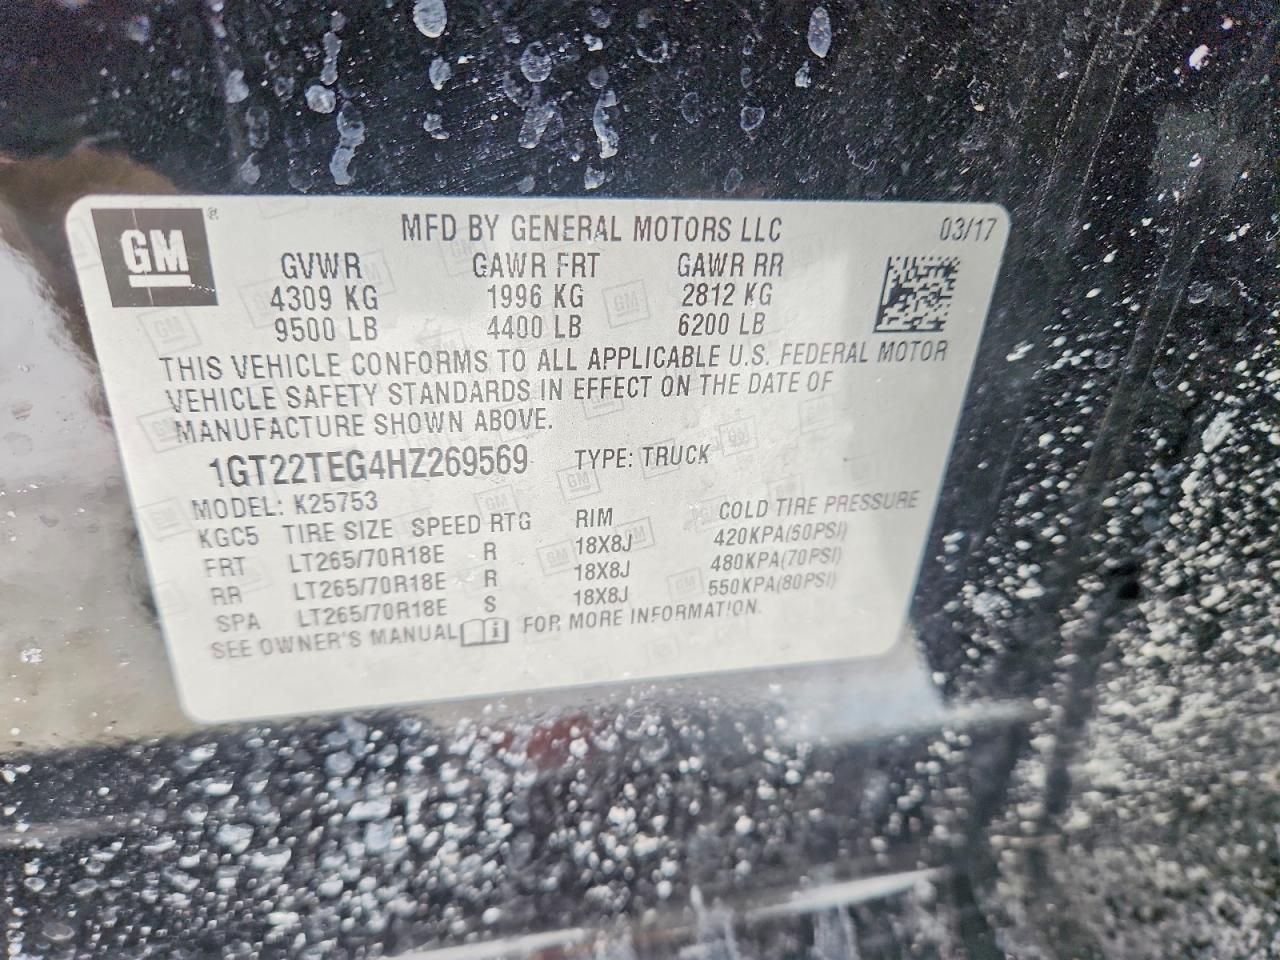 GM®
MFD BY GENERAL MOTORS LLC 03/17
GVWR GAWR FRT GAWR RR
4309 KG 1996 KG 2812 KG
9500 LB 4400 LB 6200 LB
THIS VEHICLE CONFORMS TO ALL APPLICABLE U.S. FEDERAL MOTOR
VEHICLE SAFETY STANDARDS IN EFFECT ON THE DATE OF
MANUFACTURE SHOWN ABOVE.
1GT22TEG4HZ269569 TYPE: TRUCK
MODEL: K25753
KGC5 TIRE SIZE SPEED RTG RIM COLD TIRE PRESSURE
FRT LT265/70R18E R 18X8J 420KPA(50PSI)
RR LT265/70R18E R 18X8J 480KPA(70PSI)
SPA LT265/70R18E S 18X8J 550KPA(80PSI)
SEE OWNER'S MANUAL FOR MORE INFORMATION.